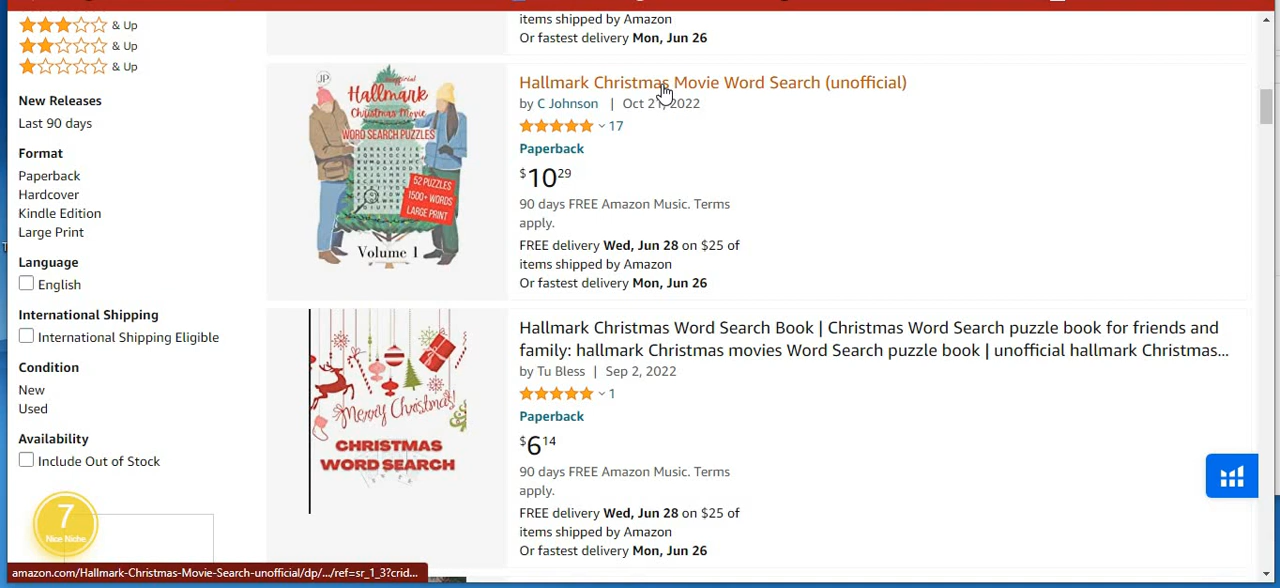 & Up
& Up
& Up
New Releases
Last 90 days
Format
Paperback
Hardcover
Kindle Edition
Large Print
Language
English
International Shipping
International Shipping Eligible
Condition
New
Used
Availability
Include Out of Stock
7
Nice Niche
items shipped by Amazon
Or fastest delivery Mon, Jun 26
JP
unofficial
Hallmark
Christmas Movie
WORD SEARCH PUZZLES
52 PUZZLES
1500+ WORDS
LARGE PRINT
Volume 1
Hallmark Christmas Movie Word Search (unofficial)
by C Johnson | Oct 27, 2022
17
Paperback
$10 29
90 days FREE Amazon Music. Terms
apply.
FREE delivery Wed, Jun 28 on $25 of
items shipped by Amazon
Or fastest delivery Mon, Jun 26
Merry Christmas!
CHRISTMAS
WORD SEARCH
Hallmark Christmas Word Search Book | Christmas Word Search puzzle book for friends and
family: hallmark Christmas movies Word Search puzzle book | unofficial hallmark Christmas...
by Tu Bless | Sep 2, 2022
1
Paperback
$6 14
90 days FREE Amazon Music. Terms
apply.
FREE delivery Wed, Jun 28 on $25 of
items shipped by Amazon
Or fastest delivery Mon, Jun 26
amazon.com/Hallmark-Christmas-Movie-Search-unofficial/dp/.../ref=sr_1_3?crid...